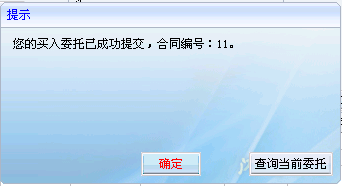 提示
您的买入委托已成功提交，合同编号：11。
确定
查询当前委托